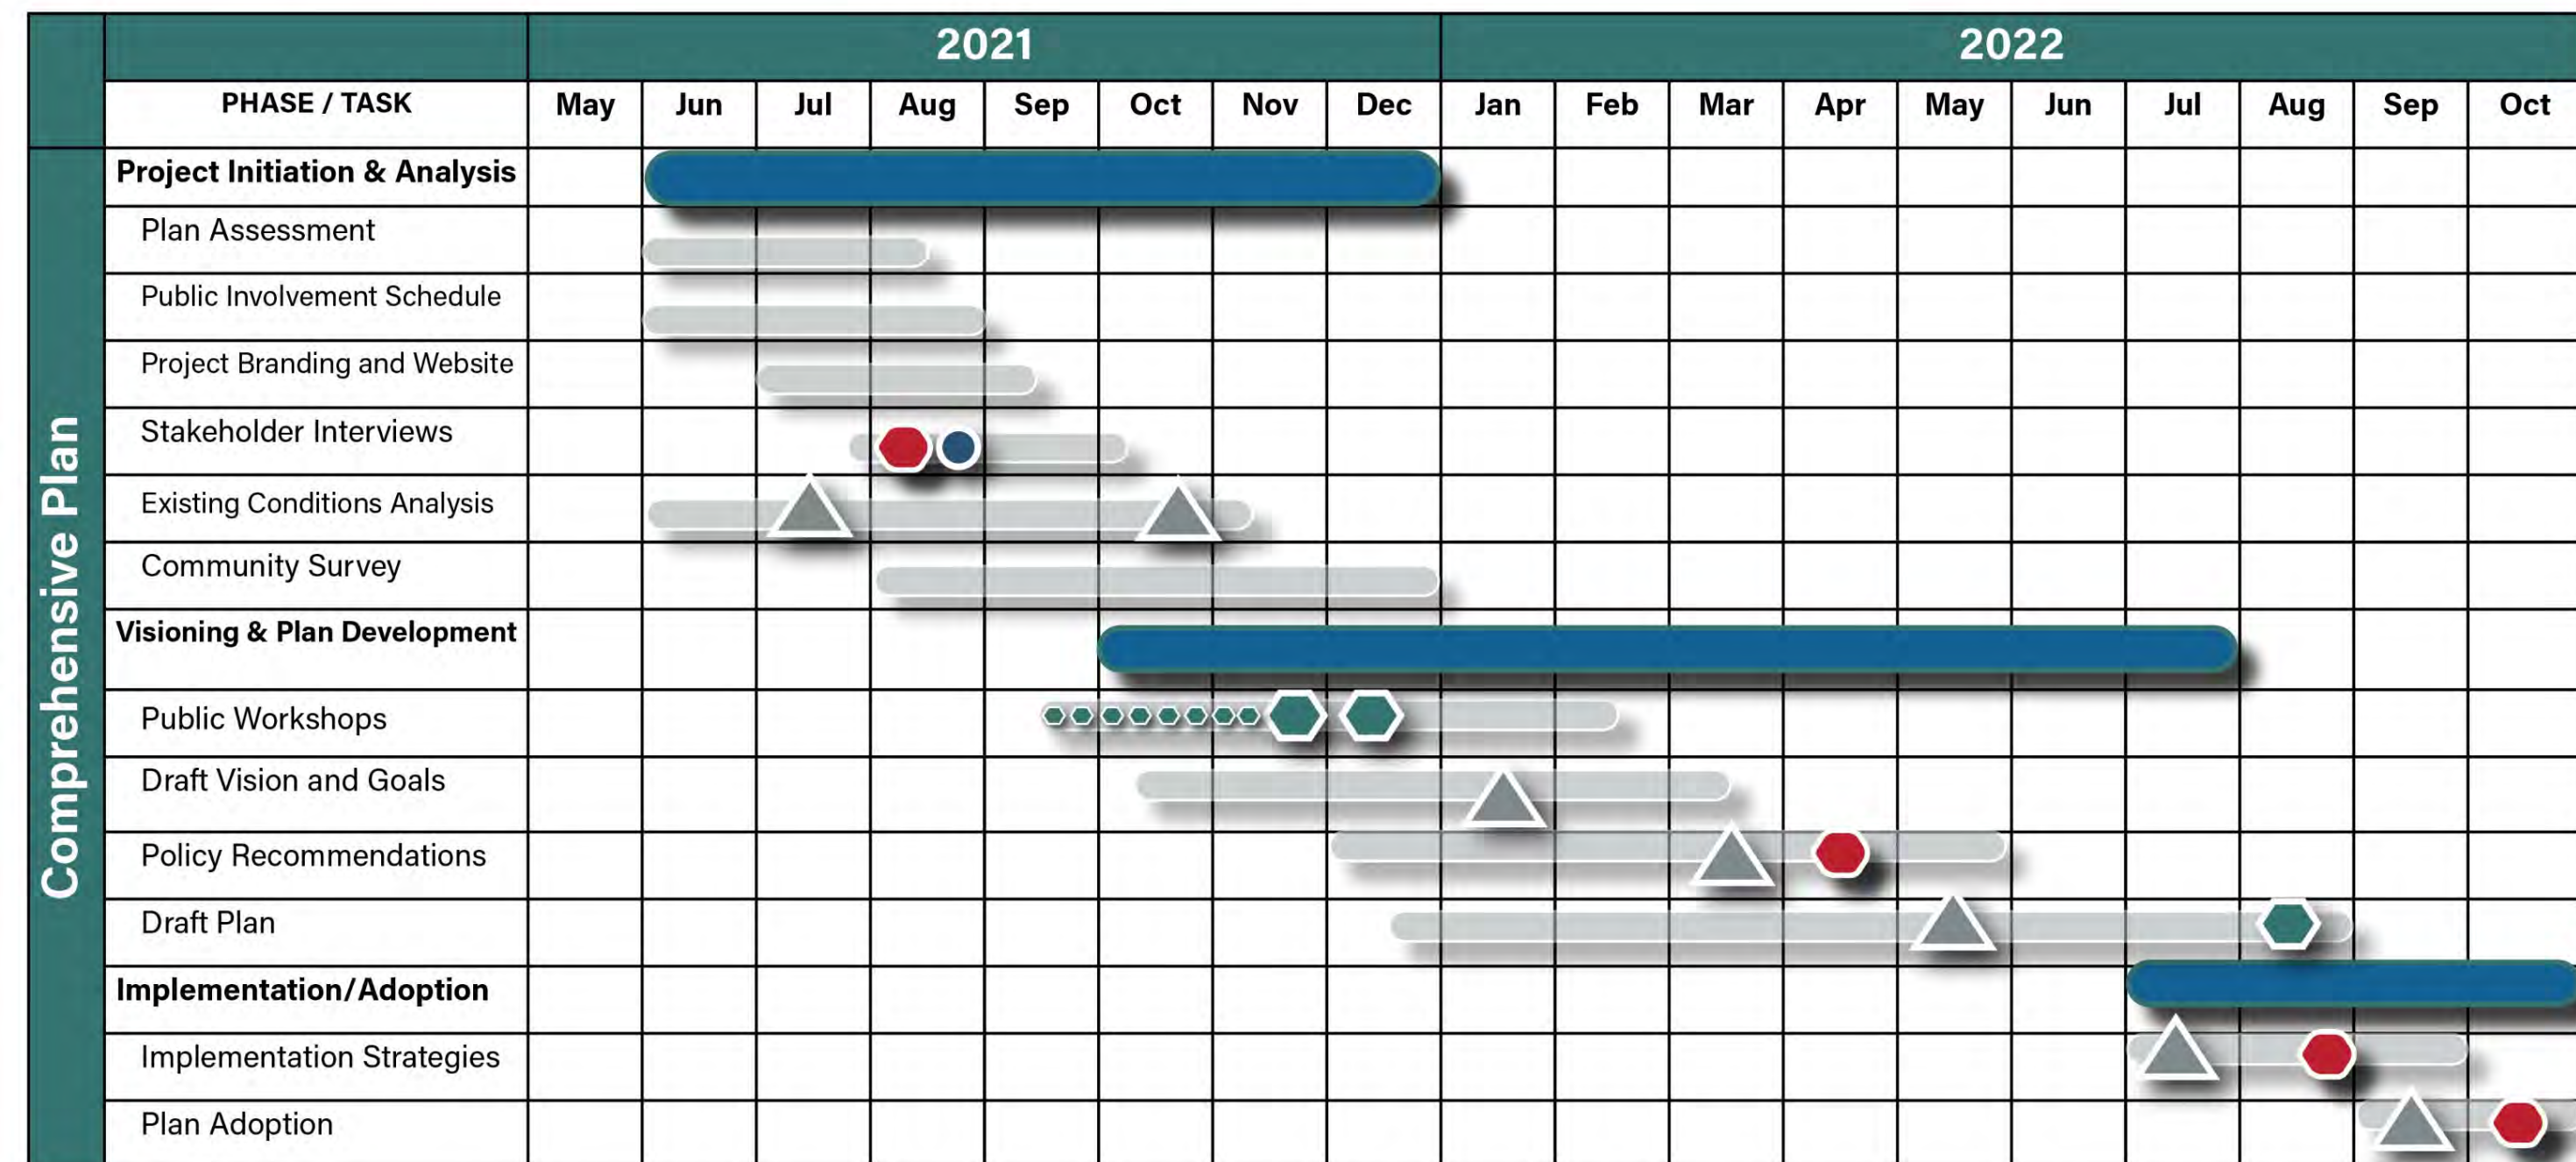 2021 2022
PHASE / TASK May Jun Jul Aug Sep Oct Nov Dec Jan Feb Mar Apr May Jun Jul Aug Sep Oct
Comprehensive Plan
Project Initiation & Analysis
Plan Assessment
Public Involvement Schedule
Project Branding and Website
Stakeholder Interviews
Existing Conditions Analysis
Community Survey
Visioning & Plan Development
Public Workshops
Draft Vision and Goals
Policy Recommendations
Draft Plan
Implementation/Adoption
Implementation Strategies
Plan Adoption